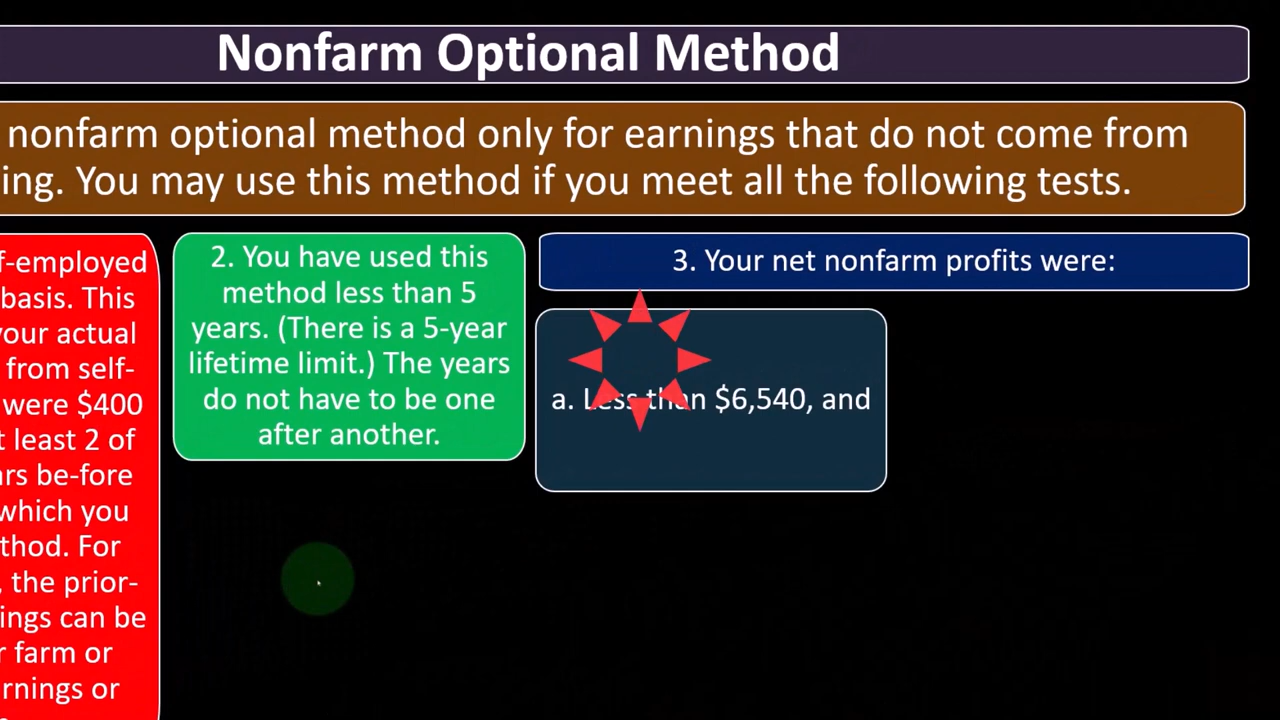 Nonfarm Optional Method
nonfarm optional method only for earnings that do not come from
ing. You may use this method if you meet all the following tests.
f-employed
basis. This
your actual
from self-
were $400
t least 2 of
ars be-fore
which you
thod. For
, the prior-
ings can be
r farm or
rnings or
2. You have used this
method less than 5
years. (There is a 5-year
lifetime limit.) The years
do not have to be one
after another.
3. Your net nonfarm profits were:
a. Less than $6,540, and